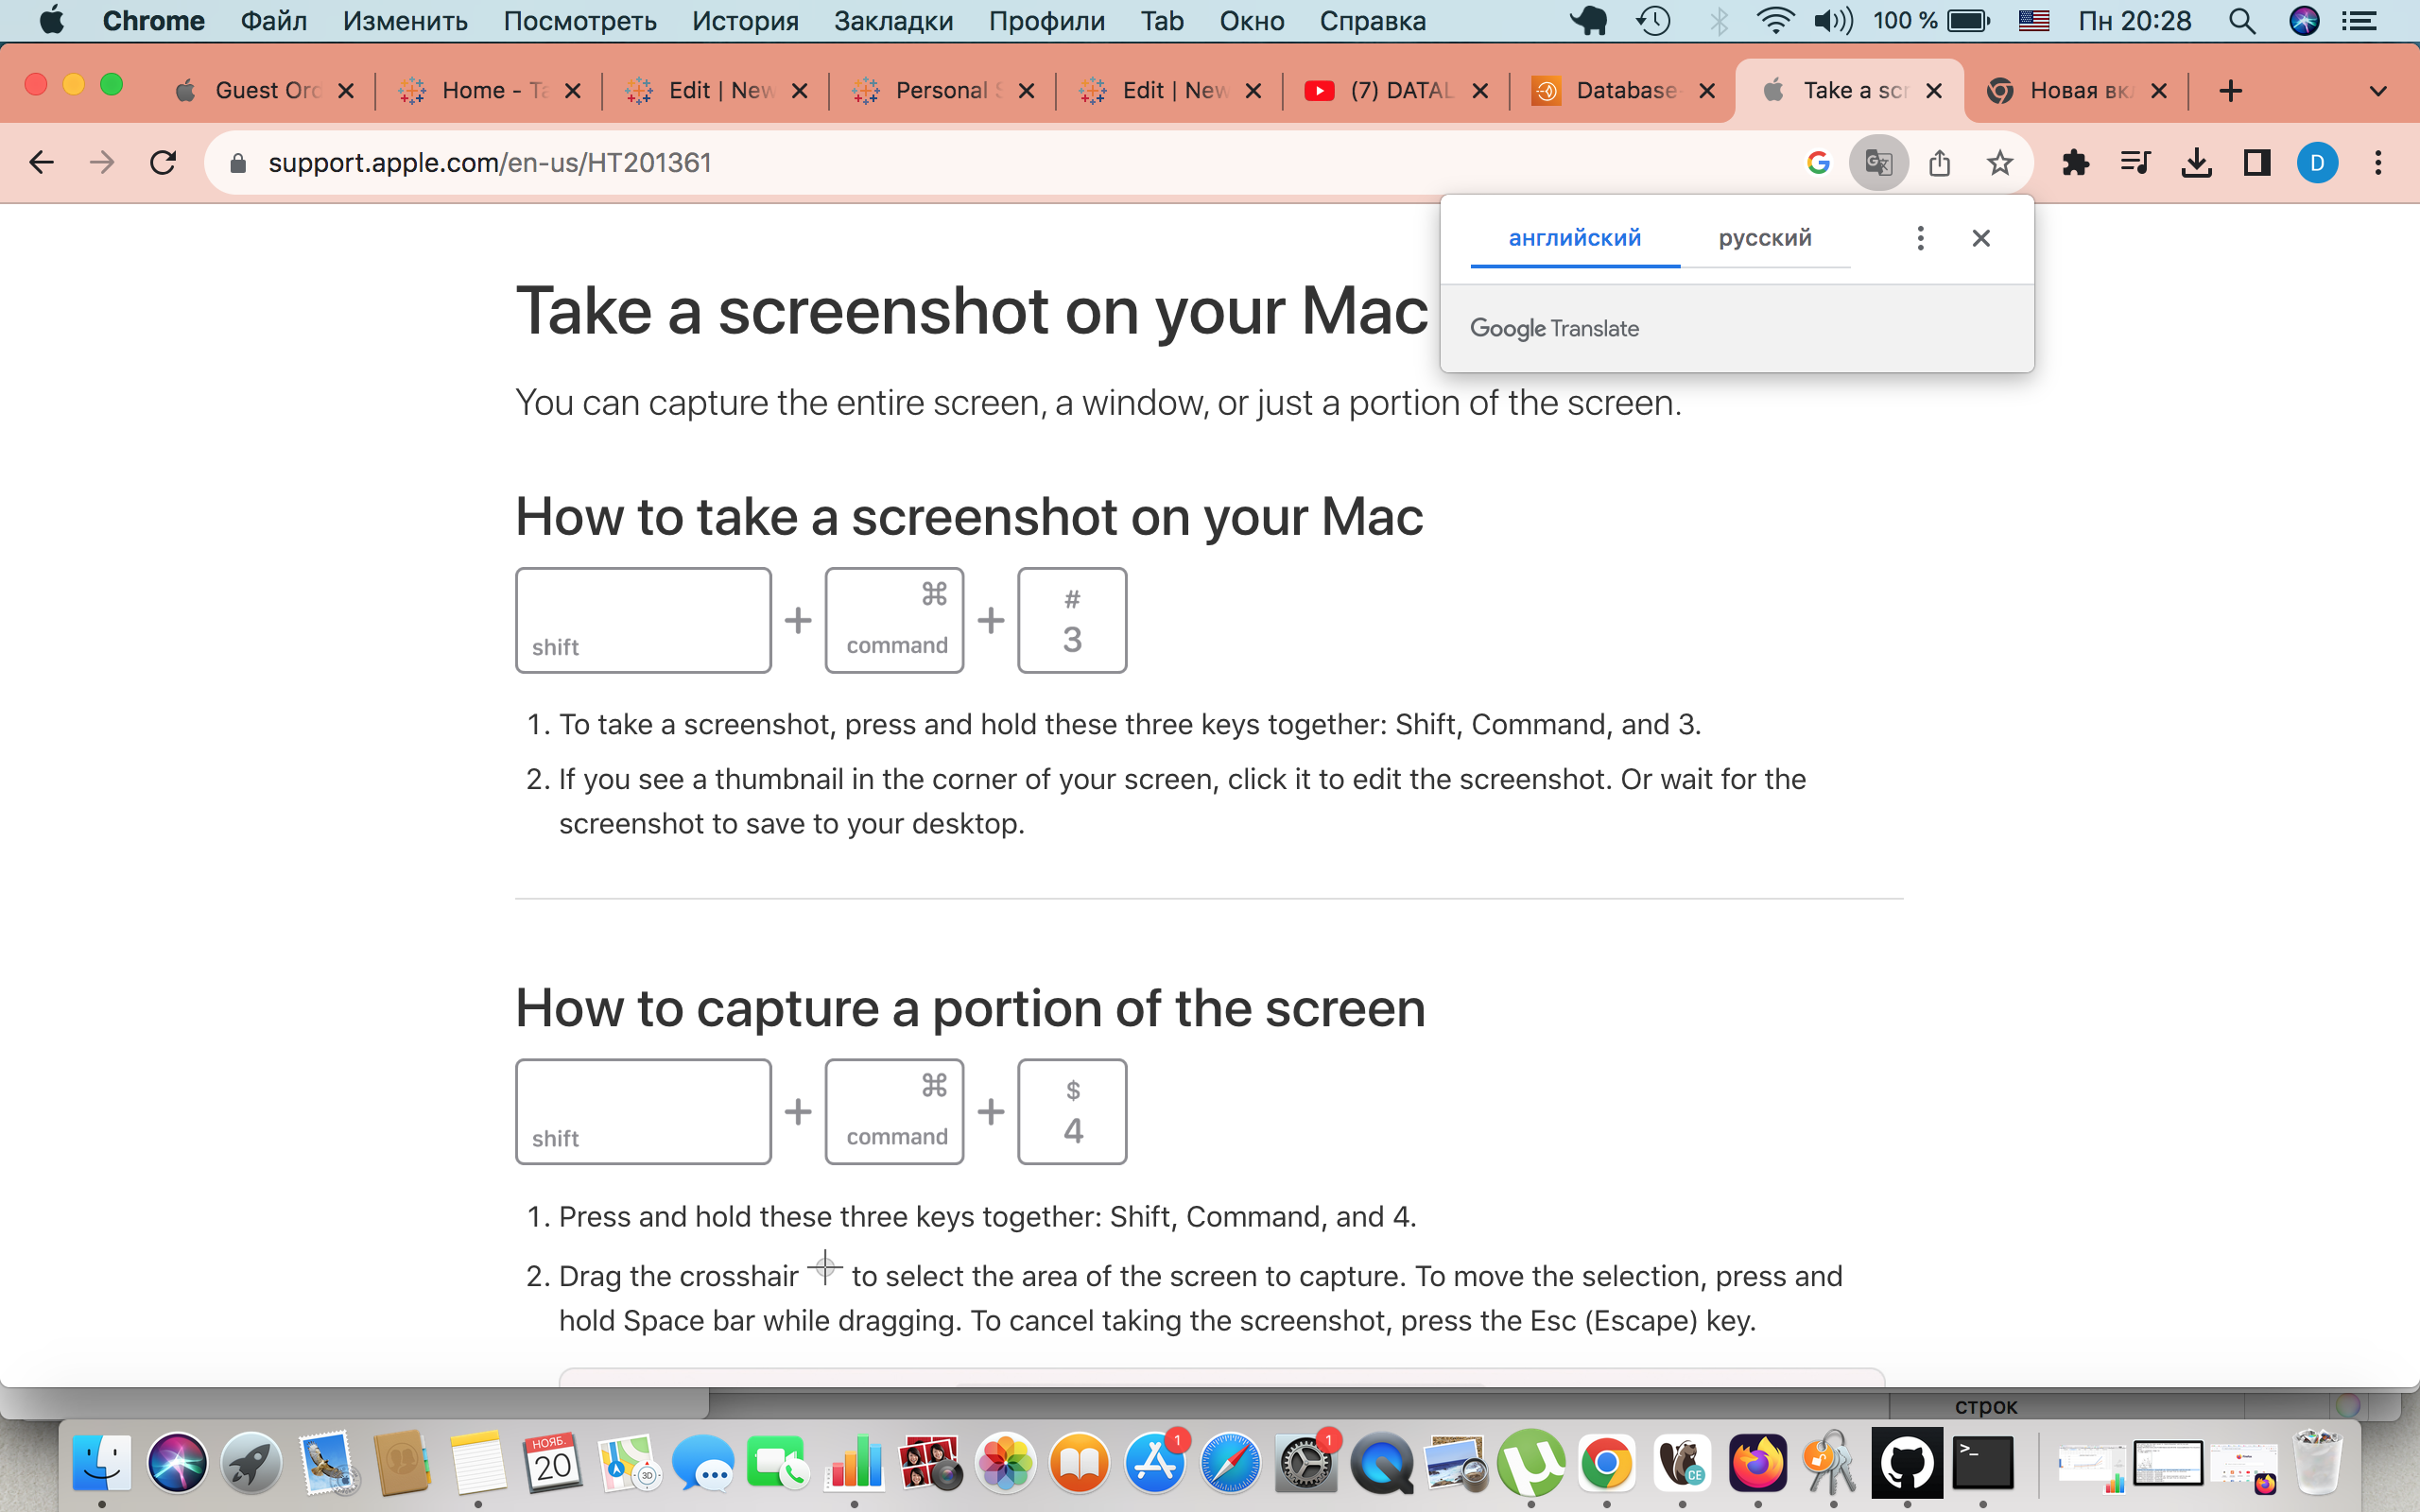 Chrome Файл Изменить Посмотреть История Закладки Профили Tab Окно Справка 100 % Пн 20:28
Guest Orc Home - Ta Edit | New Personal S Edit | New (7) DATAL Database- Take a scr Новая вк
support.apple.com/en-us/HT201361 D
английский русский
Google Translate
Take a screenshot on your Mac
You can capture the entire screen, a window, or just a portion of the screen.
How to take a screenshot on your Mac
shift + ⌘ command + # 3
1. To take a screenshot, press and hold these three keys together: Shift, Command, and 3.
2. If you see a thumbnail in the corner of your screen, click it to edit the screenshot. Or wait for the
screenshot to save to your desktop.
How to capture a portion of the screen
shift + ⌘ command + $ 4
1. Press and hold these three keys together: Shift, Command, and 4.
2. Drag the crosshair to select the area of the screen to capture. To move the selection, press and
hold Space bar while dragging. To cancel taking the screenshot, press the Esc (Escape) key.
строк
НОЯБ.
20
3D
1
1
CE
>_